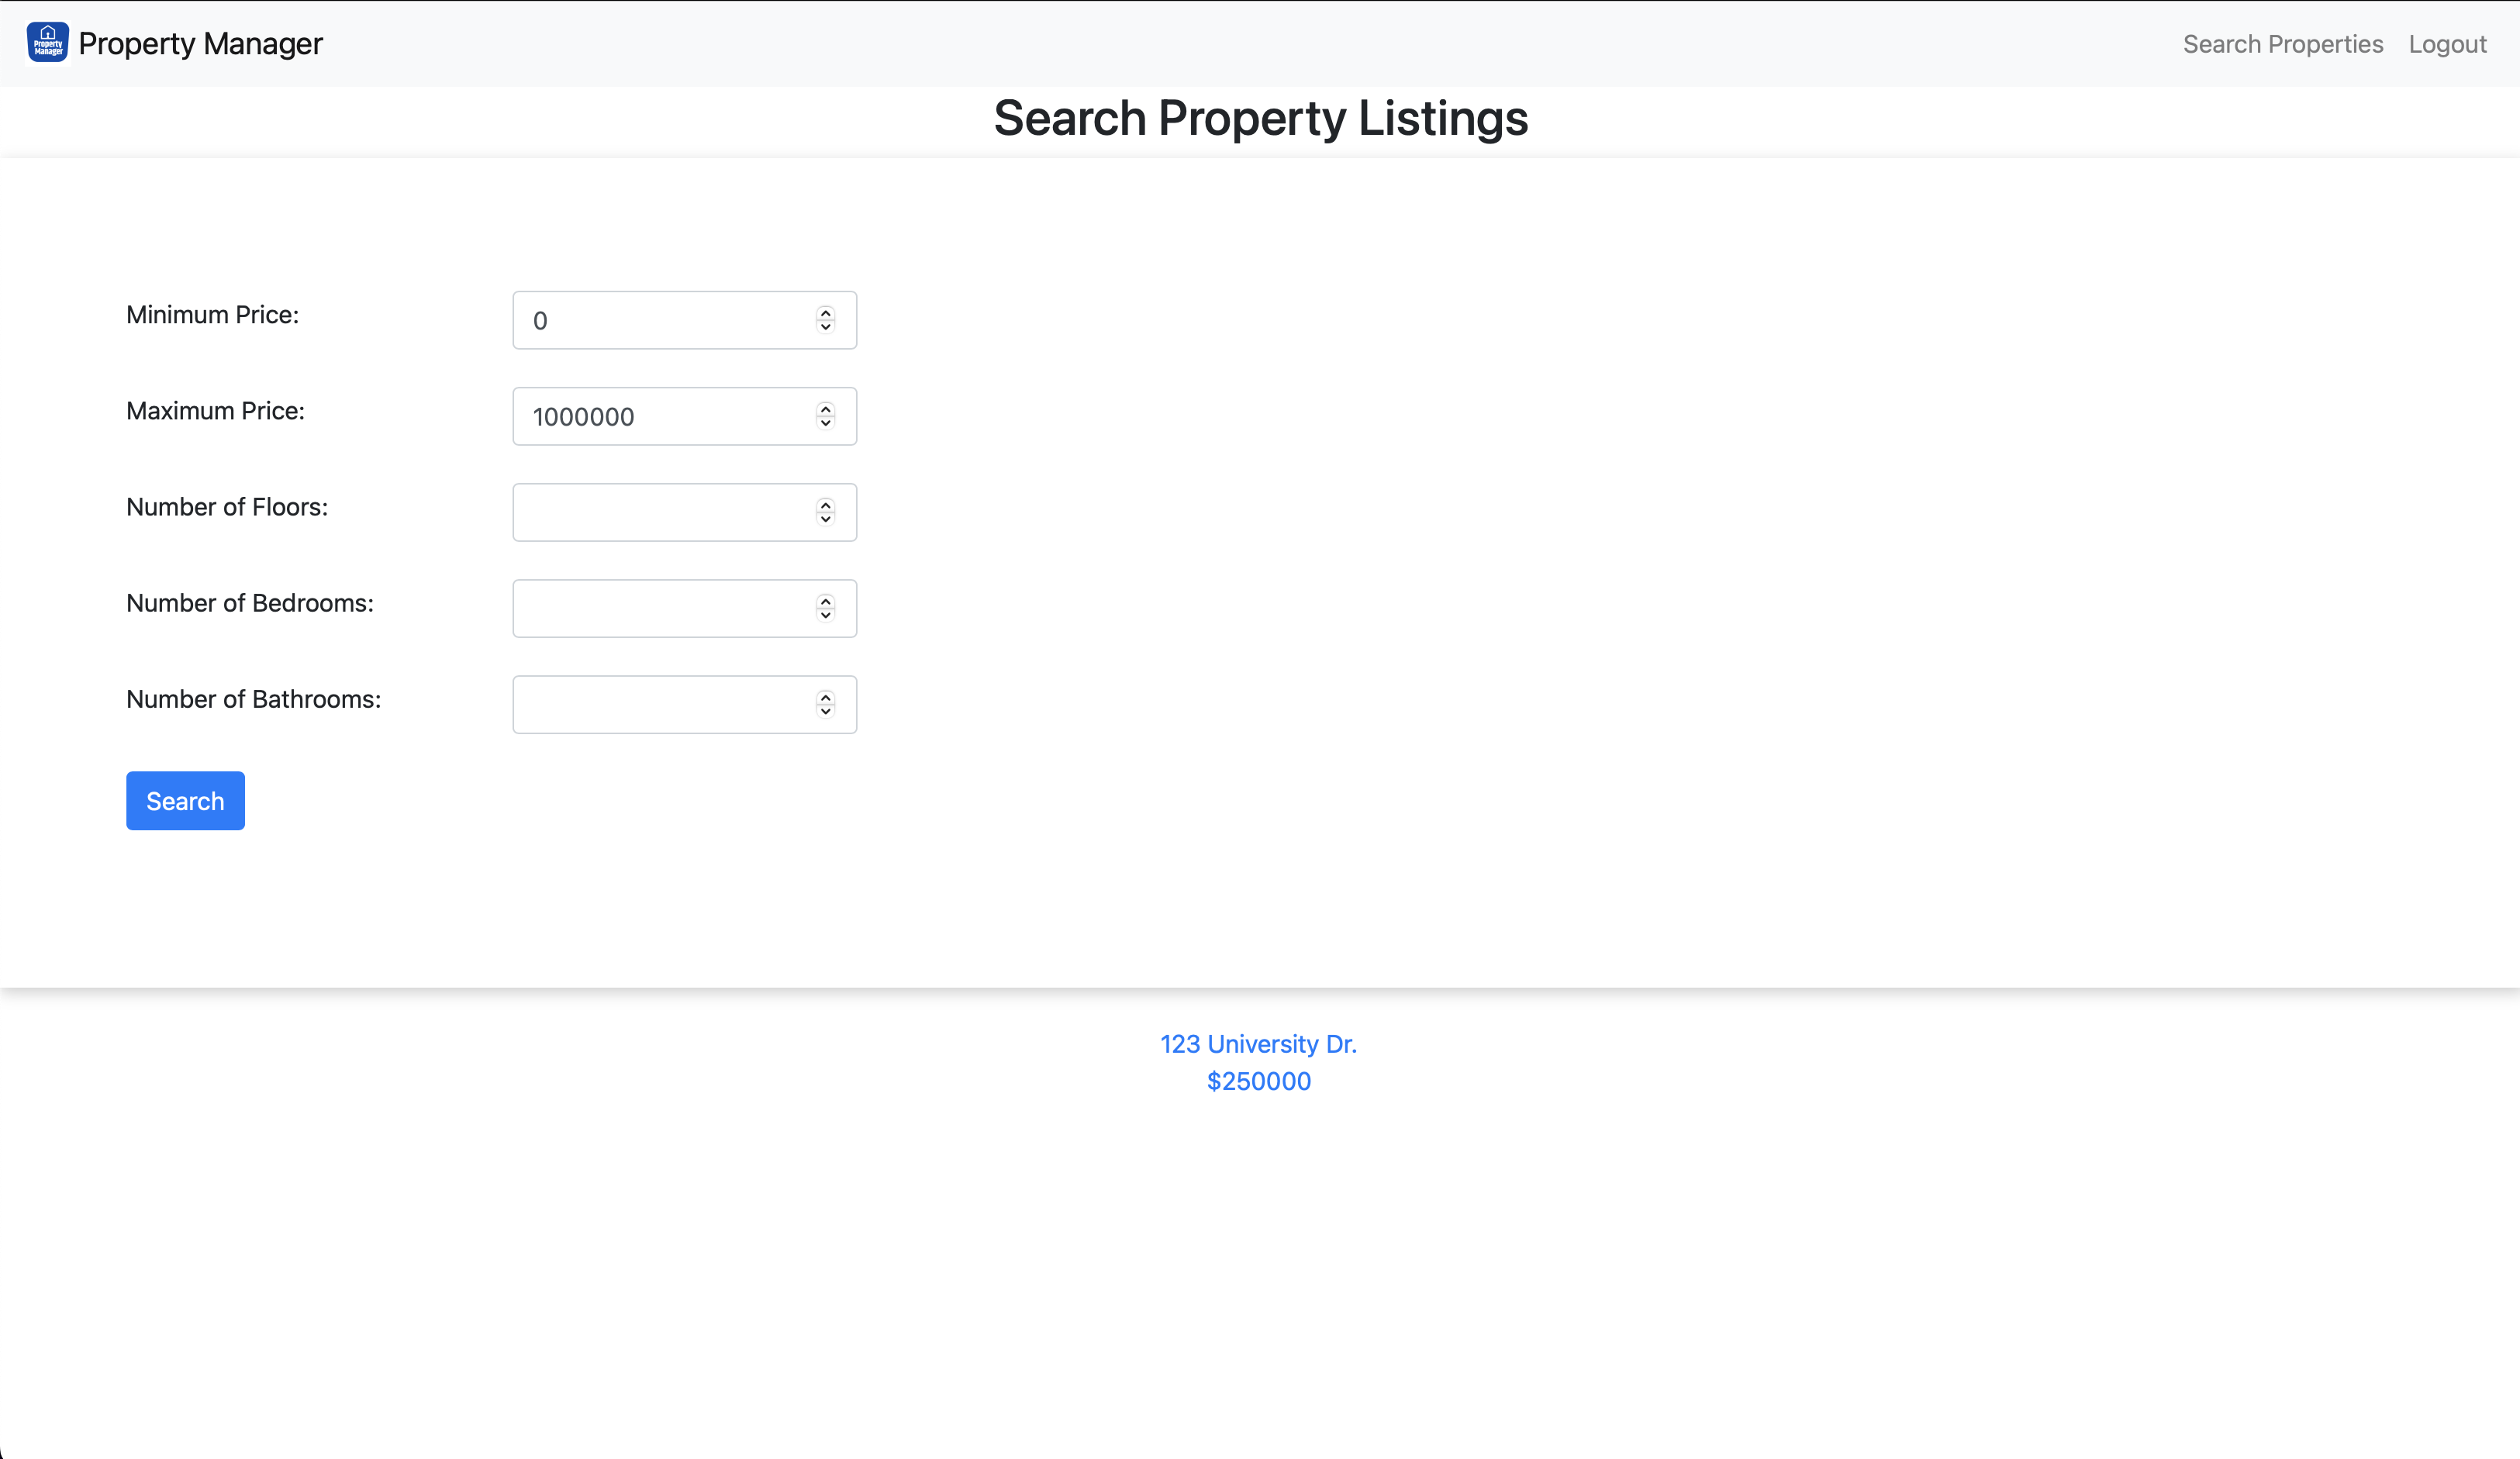 Property Manager
Property Manager
Search Properties
Logout
Search Property Listings
Minimum Price:
0
Maximum Price:
1000000
Number of Floors:
Number of Bedrooms:
Number of Bathrooms:
Search
123 University Dr.
$250000